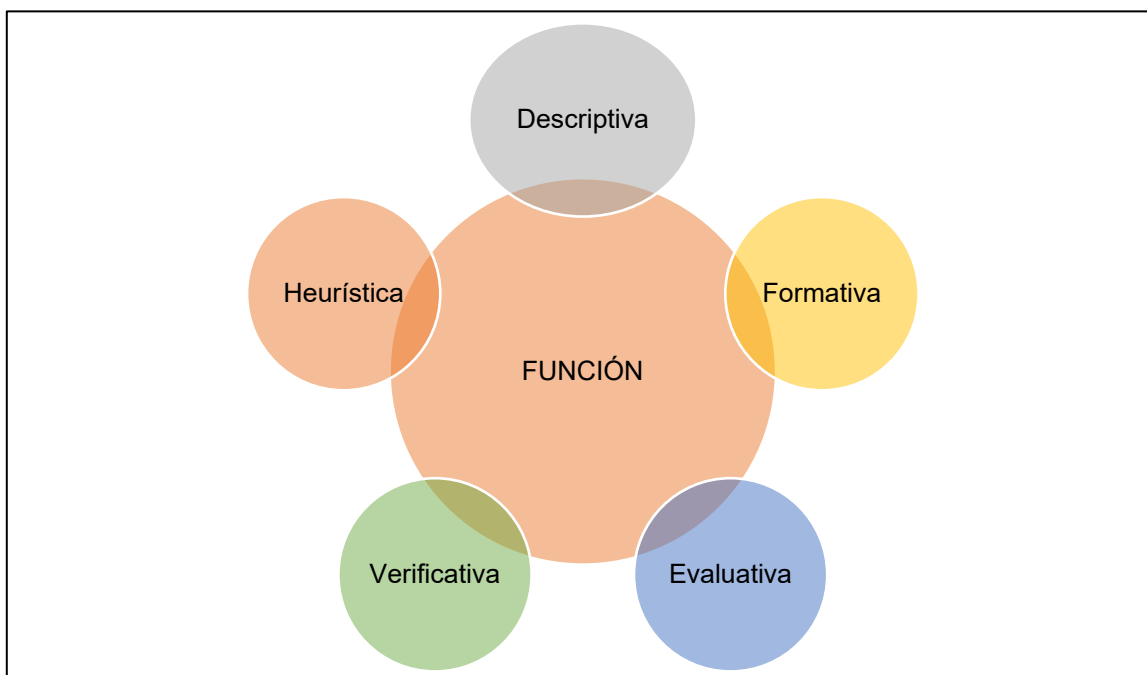 Descriptiva
Heurística
Formativa
FUNCIÓN
Verificativa
Evaluativa